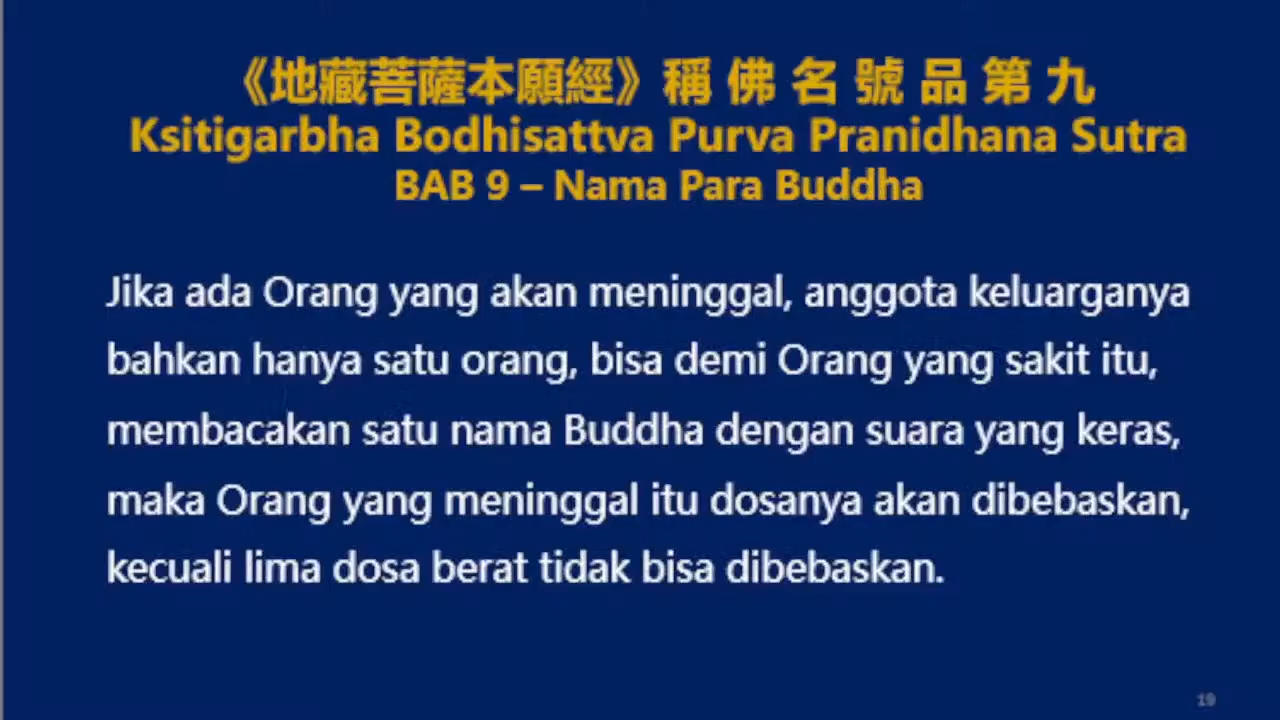 《地藏菩薩本願經》稱 佛 名 號 品 第 九
Ksitigarbha Bodhisattva Purva Pranidhana Sutra
BAB 9 – Nama Para Buddha
Jika ada Orang yang akan meninggal, anggota keluarganya
bahkan hanya satu orang, bisa demi Orang yang sakit itu,
membacakan satu nama Buddha dengan suara yang keras,
maka Orang yang meninggal itu dosanya akan dibebaskan,
kecuali lima dosa berat tidak bisa dibebaskan.
19